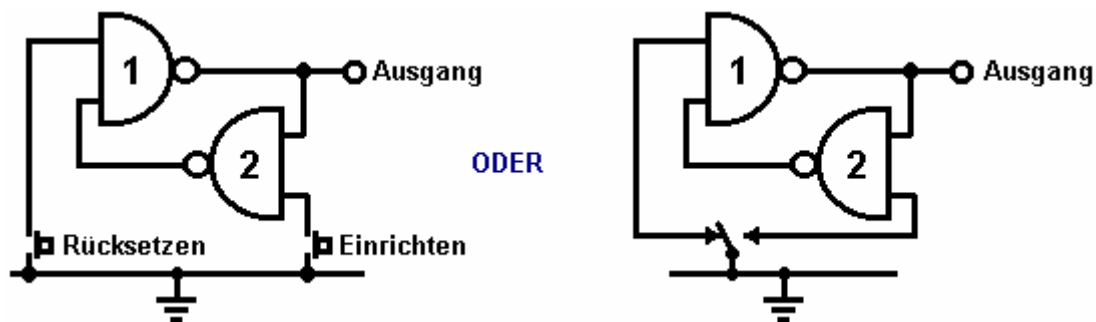 1
Ausgang
2
Rücksetzen
Einrichten
ODER
1
Ausgang
2